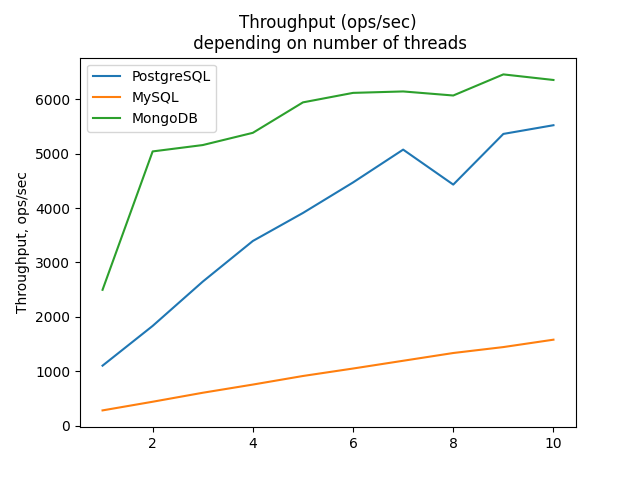 Throughput (ops/sec)
depending on number of threads
PostgreSQL
MySQL
MongoDB
Throughput, ops/sec
6000
5000
4000
3000
2000
1000
0
2 4 6 8 10